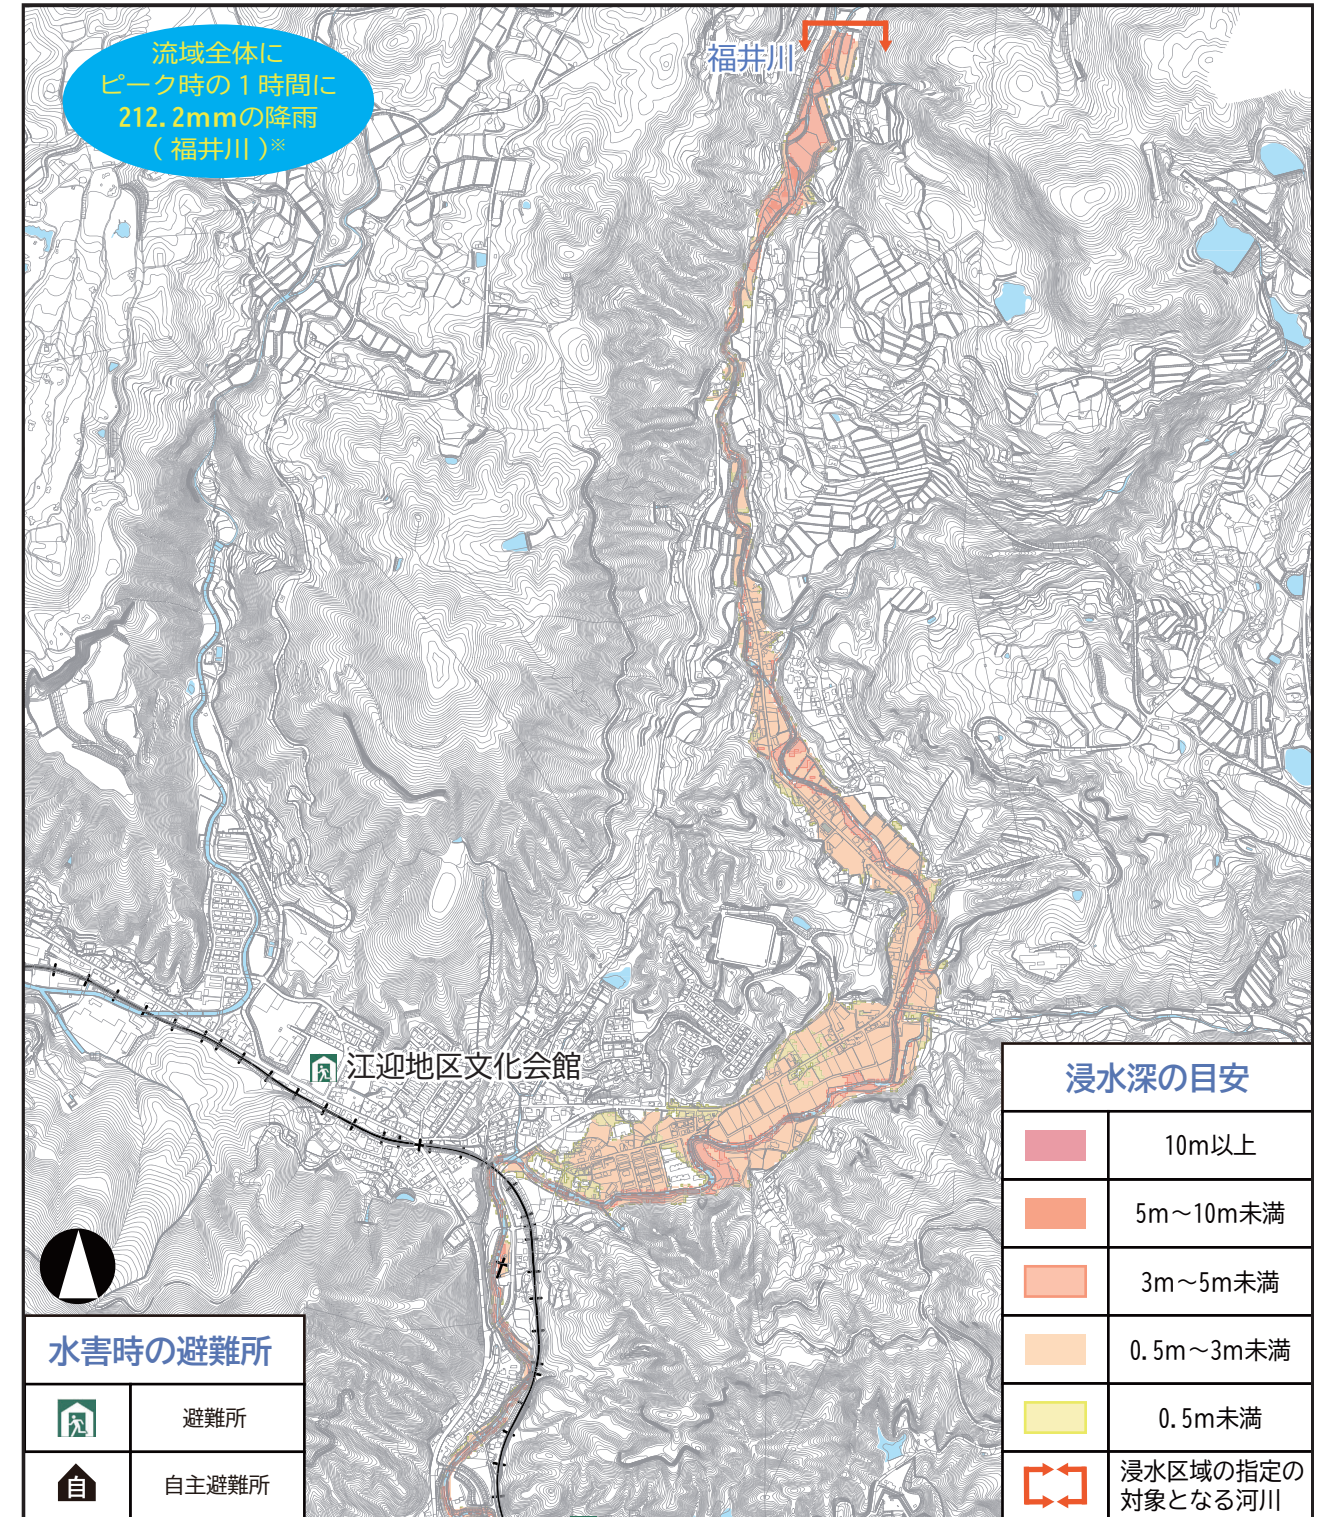 流域全体に
ピーク時の１時間に
212.2mmの降雨
（福井川）※
福井川
江迎地区文化会館
浸水深の目安
10m以上
5m～10m未満
3m～5m未満
0.5m～3m未満
0.5m未満
浸水区域の指定の
対象となる河川
水害時の避難所
避難所
自
自主避難所